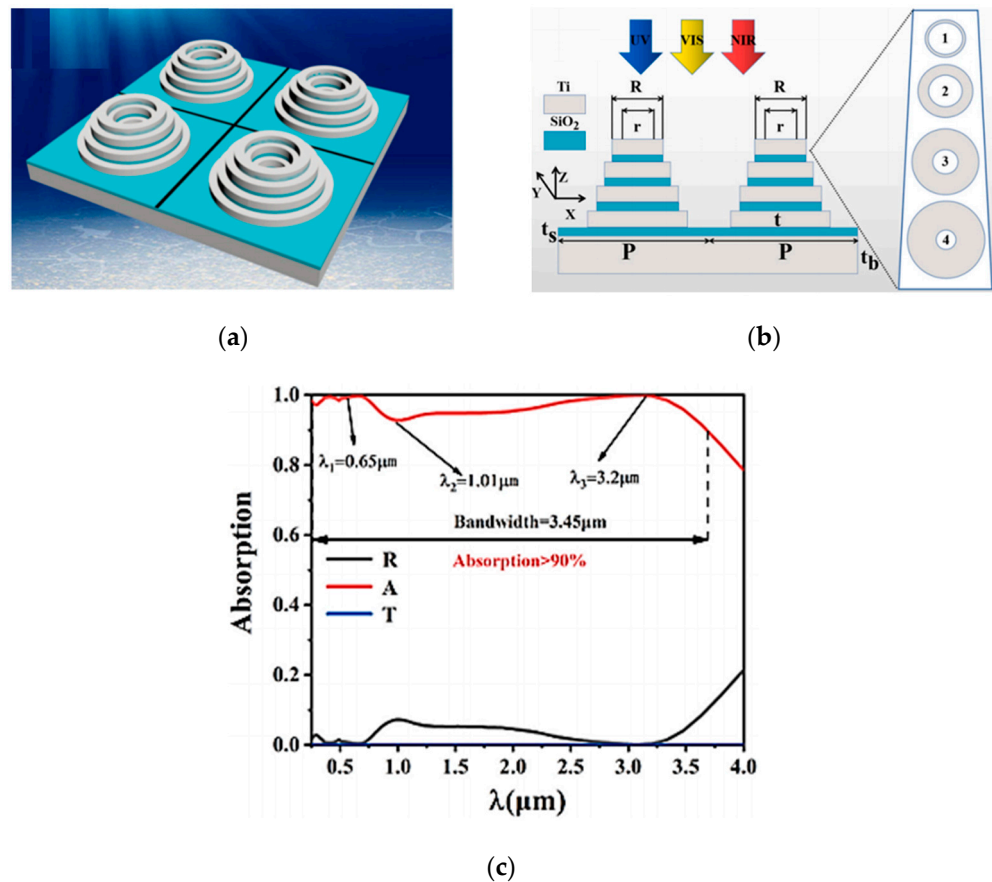 UV VIS NIR
R R
r r
Ti
SiO2
Z
Y
X
t
ts
P P
tb
1
2
3
4
(a)
(b)
1.0
0.8
0.6
0.4
0.2
0.0
Absorption
λ1=0.65μm
λ2=1.01μm
λ3=3.2μm
Bandwidth=3.45μm
Absorption>90%
R
A
T
0.5 1.0 1.5 2.0 2.5 3.0 3.5 4.0
λ(μm)
(c)